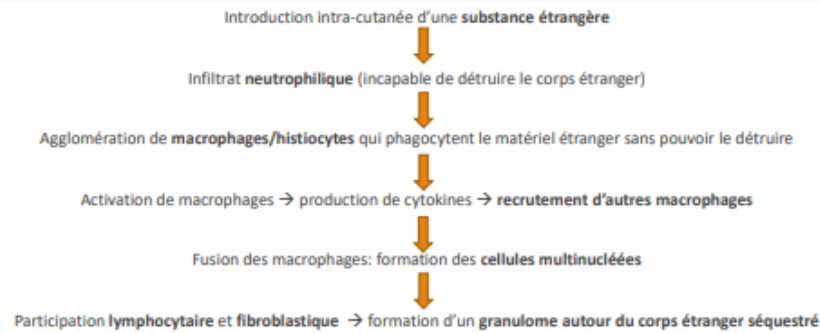 Introduction intra-cutanée d'une substance étrangère
Infiltrat neutrophilique (incapable de détruire le corps étranger)
Agglomération de macrophages/histiocytes qui phagocytent le matériel étranger sans pouvoir le détruire
Activation de macrophages → production de cytokines → recrutement d'autres macrophages
Fusion des macrophages: formation des cellules multinucléées
Participation lymphocytaire et fibroblastique → formation d'un granulome autour du corps étranger séquestré